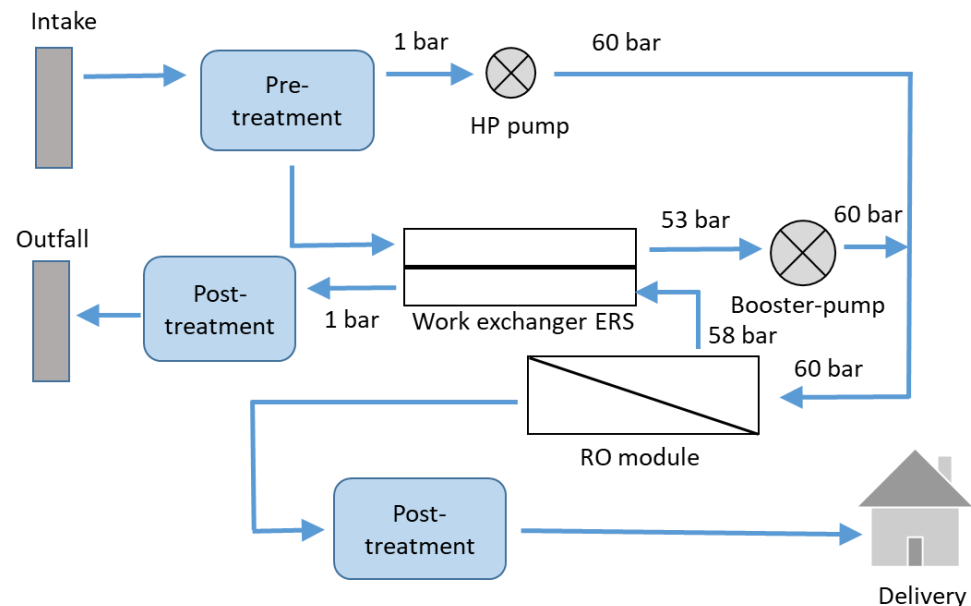 Intake
1 bar
60 bar
Pre-
treatment
HP pump
Outfall
53 bar
60 bar
Post-
treatment
1 bar
Work exchanger ERS
Booster-pump
58 bar
60 bar
RO module
Post-
treatment
Delivery